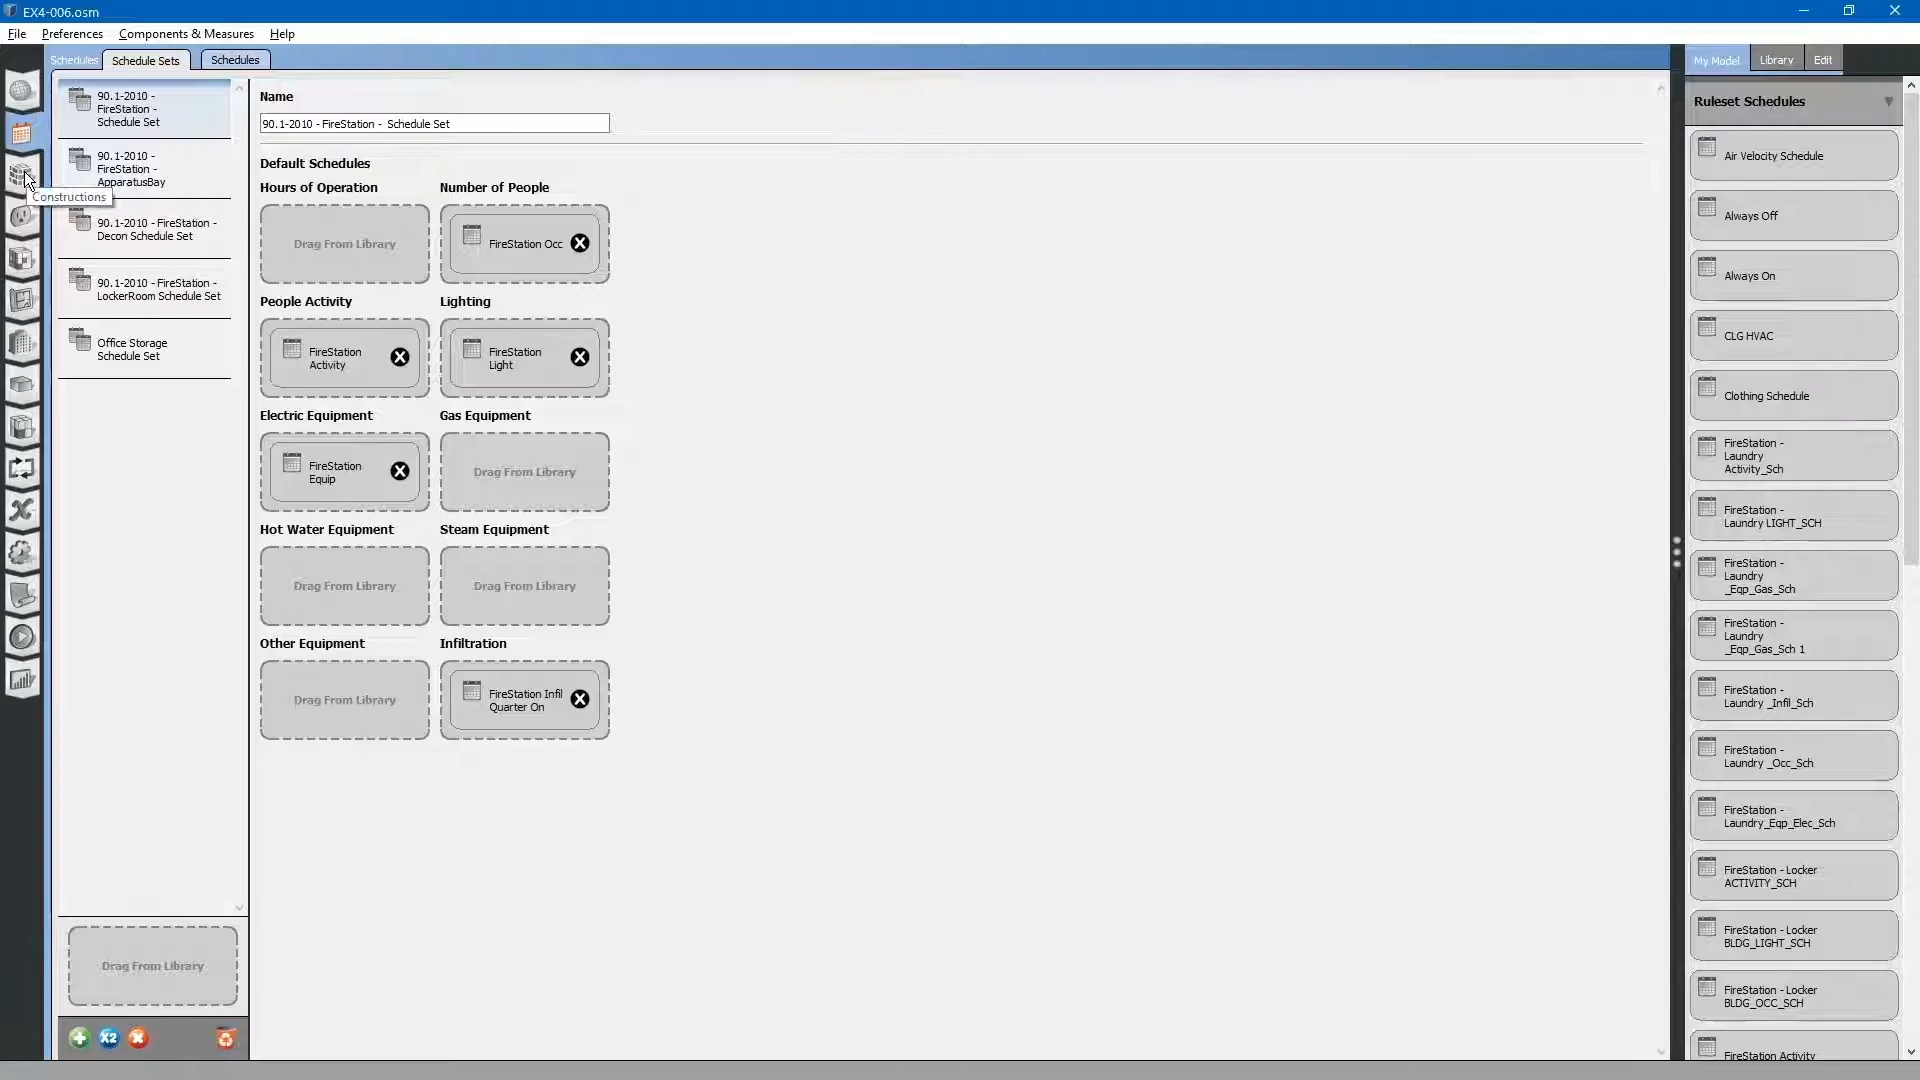 EX4-006.osm
File Preferences Components & Measures Help
Schedules Schedule Sets Schedules
My Model Library Edit
90.1-2010 -
FireStation -
Schedule Set
90.1-2010 -
FireStation -
ApparatusBay
Constructions
90.1-2010 - FireStation -
Decon Schedule Set
90.1-2010 - FireStation -
LockerRoom Schedule Set
Office Storage
Schedule Set
Drag From Library
X2
Name
90.1-2010 - FireStation - Schedule Set
Default Schedules
Hours of Operation Number of People
Drag From Library
FireStation Occ
People Activity Lighting
FireStation
Activity
FireStation
Light
Electric Equipment Gas Equipment
FireStation
Equip
Drag From Library
Hot Water Equipment Steam Equipment
Drag From Library
Drag From Library
Other Equipment Infiltration
Drag From Library
FireStation Infil
Quarter On
Ruleset Schedules
Air Velocity Schedule
Always Off
Always On
CLG HVAC
Clothing Schedule
FireStation -
Laundry
Activity_Sch
FireStation -
Laundry LIGHT_SCH
FireStation -
Laundry
_Eqp_Gas_Sch
FireStation -
Laundry
_Eqp_Gas_Sch 1
FireStation -
Laundry _Infil_Sch
FireStation -
Laundry _Occ_Sch
FireStation -
Laundry_Eqp_Elec_Sch
FireStation - Locker
ACTIVITY_SCH
FireStation - Locker
BLDG_LIGHT_SCH
FireStation - Locker
BLDG_OCC_SCH
FireStation Activity